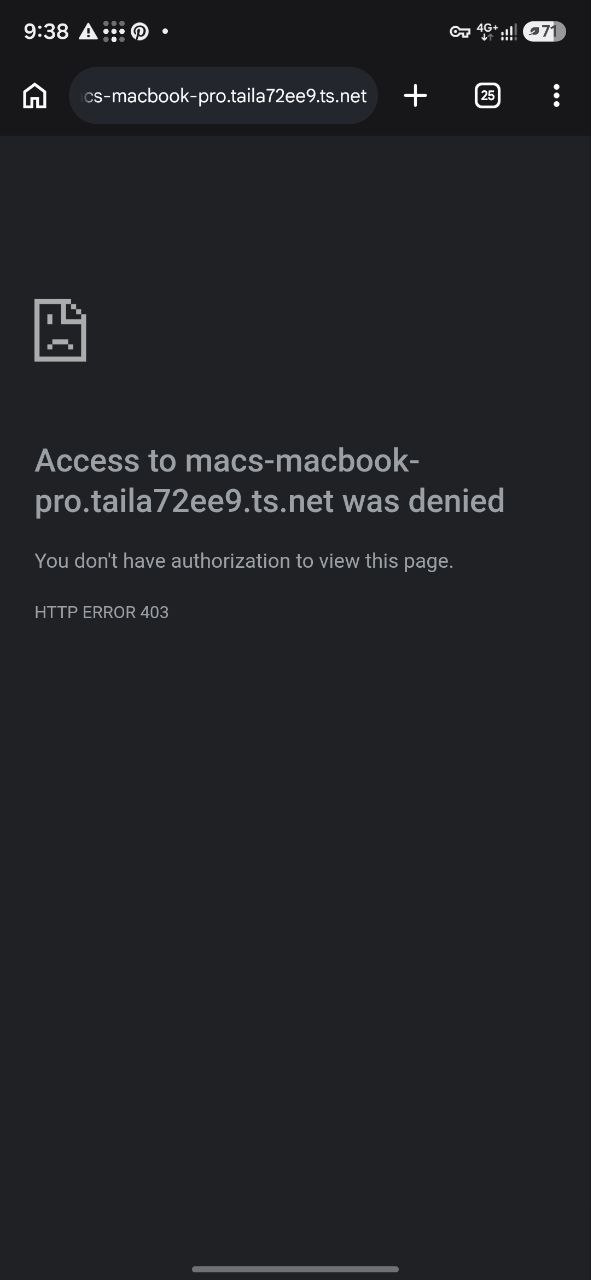 9:38
4G+
71
cs-macbook-pro.taila72ee9.ts.net
25
Access to macs-macbook-
pro.taila72ee9.ts.net was denied
You don't have authorization to view this page.
HTTP ERROR 403